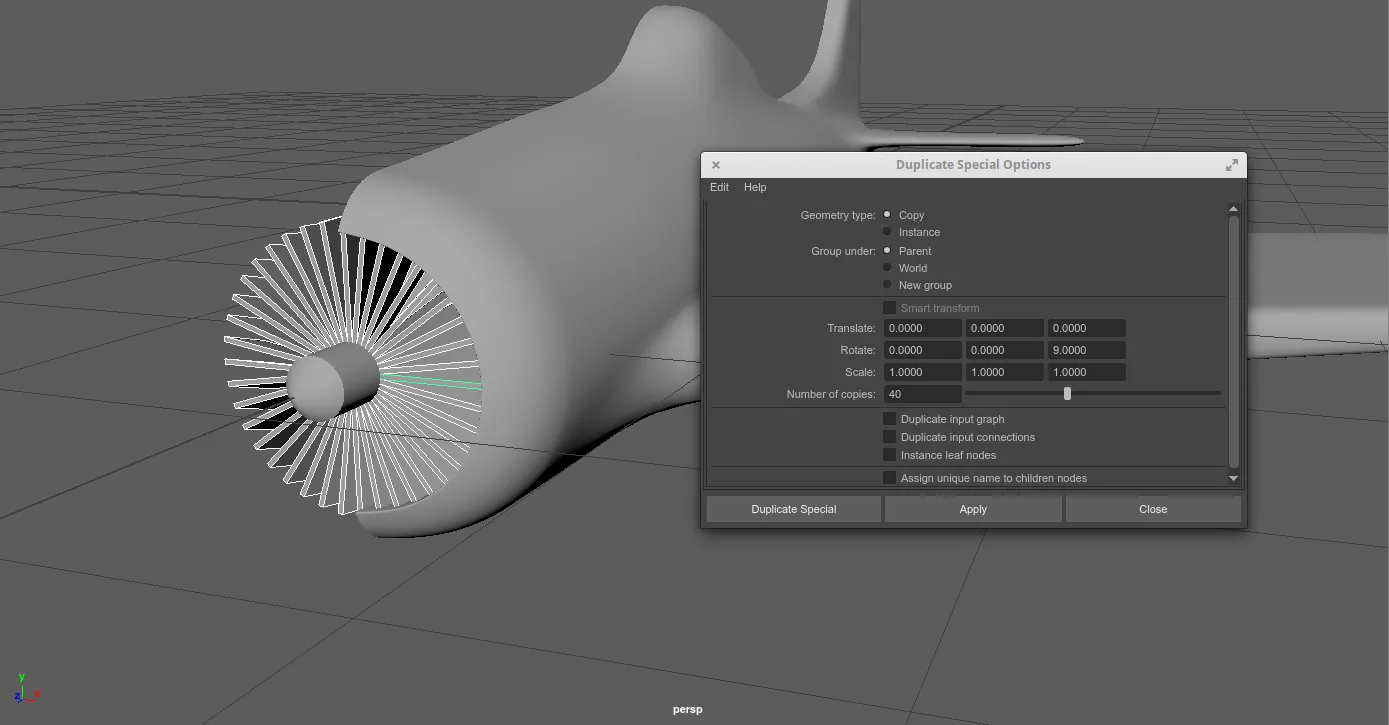 Duplicate Special Options
Edit Help
Geometry type: Copy
Instance
Group under: Parent
World
New group
Smart transform
Translate: 0.0000 0.0000 0.0000
Rotate: 0.0000 0.0000 9.0000
Scale: 1.0000 1.0000 1.0000
Number of copies: 40
Duplicate input graph
Duplicate input connections
Instance leaf nodes
Assign unique name to children nodes
Duplicate Special Apply Close
y
z x
persp